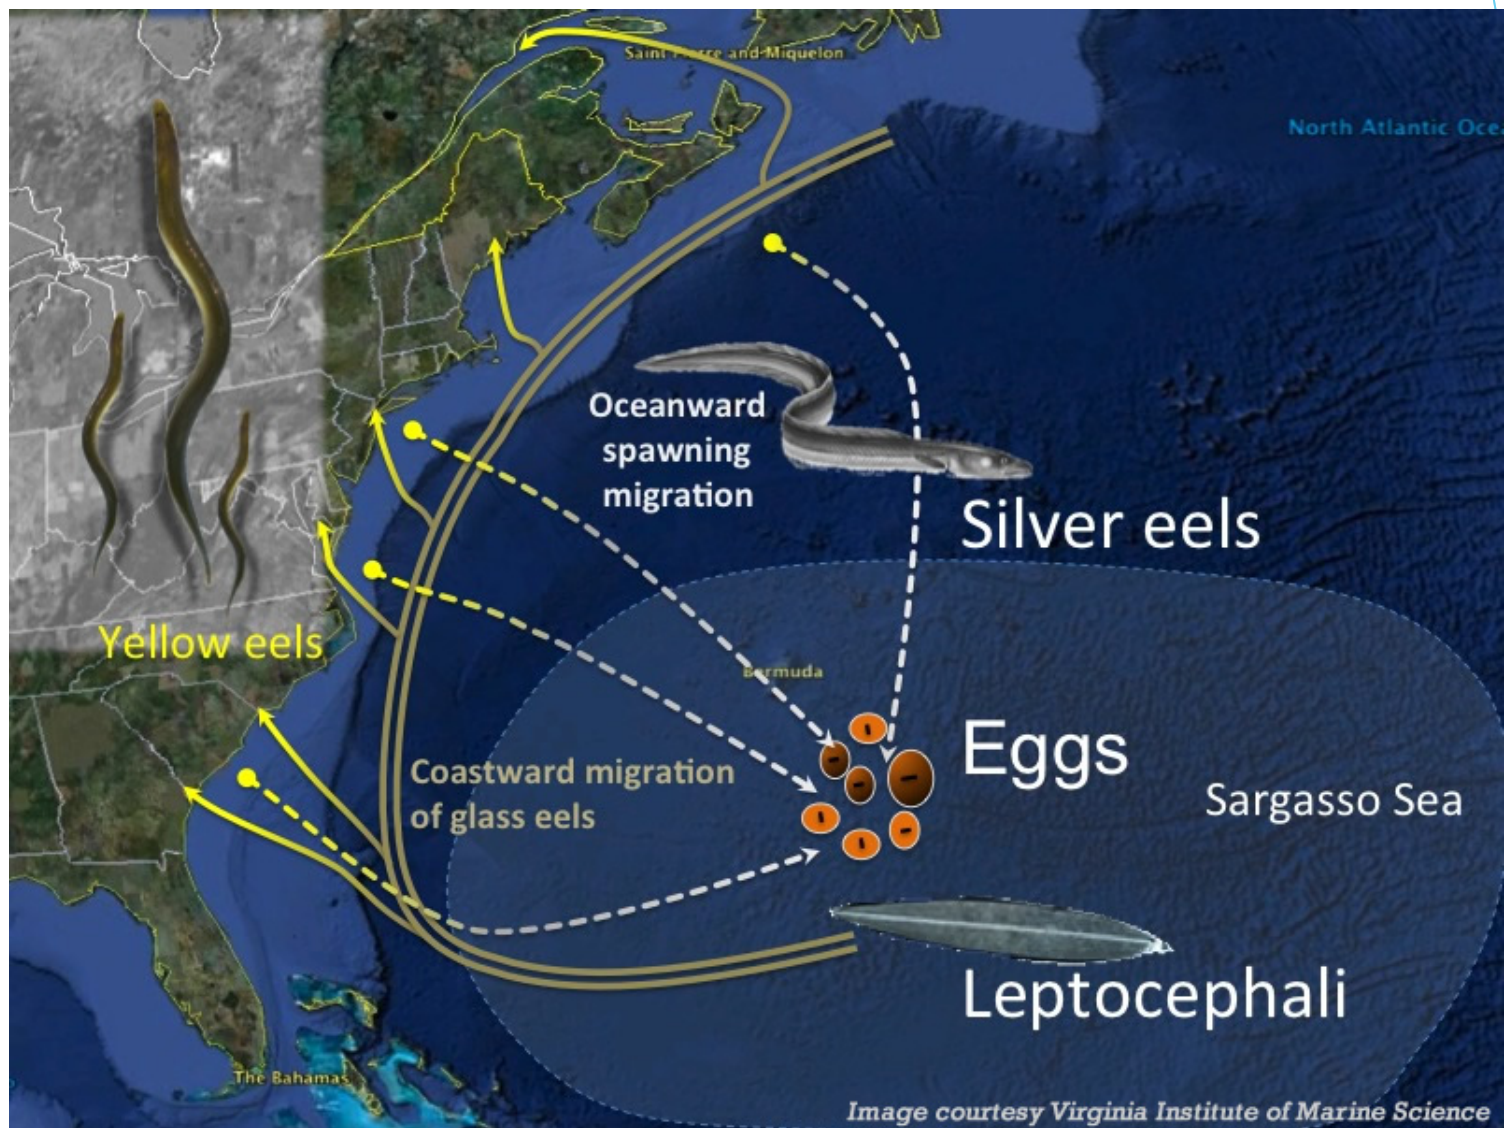 Saint Pierre and Miquelon
North Atlantic Oce
Oceanward
spawning
migration
Silver eels
Yellow eels
Bermuda
Eggs
Coastward migration
of glass eels
Sargasso Sea
Leptocephali
The Bahamas
Image courtesy Virginia Institute of Marine Science